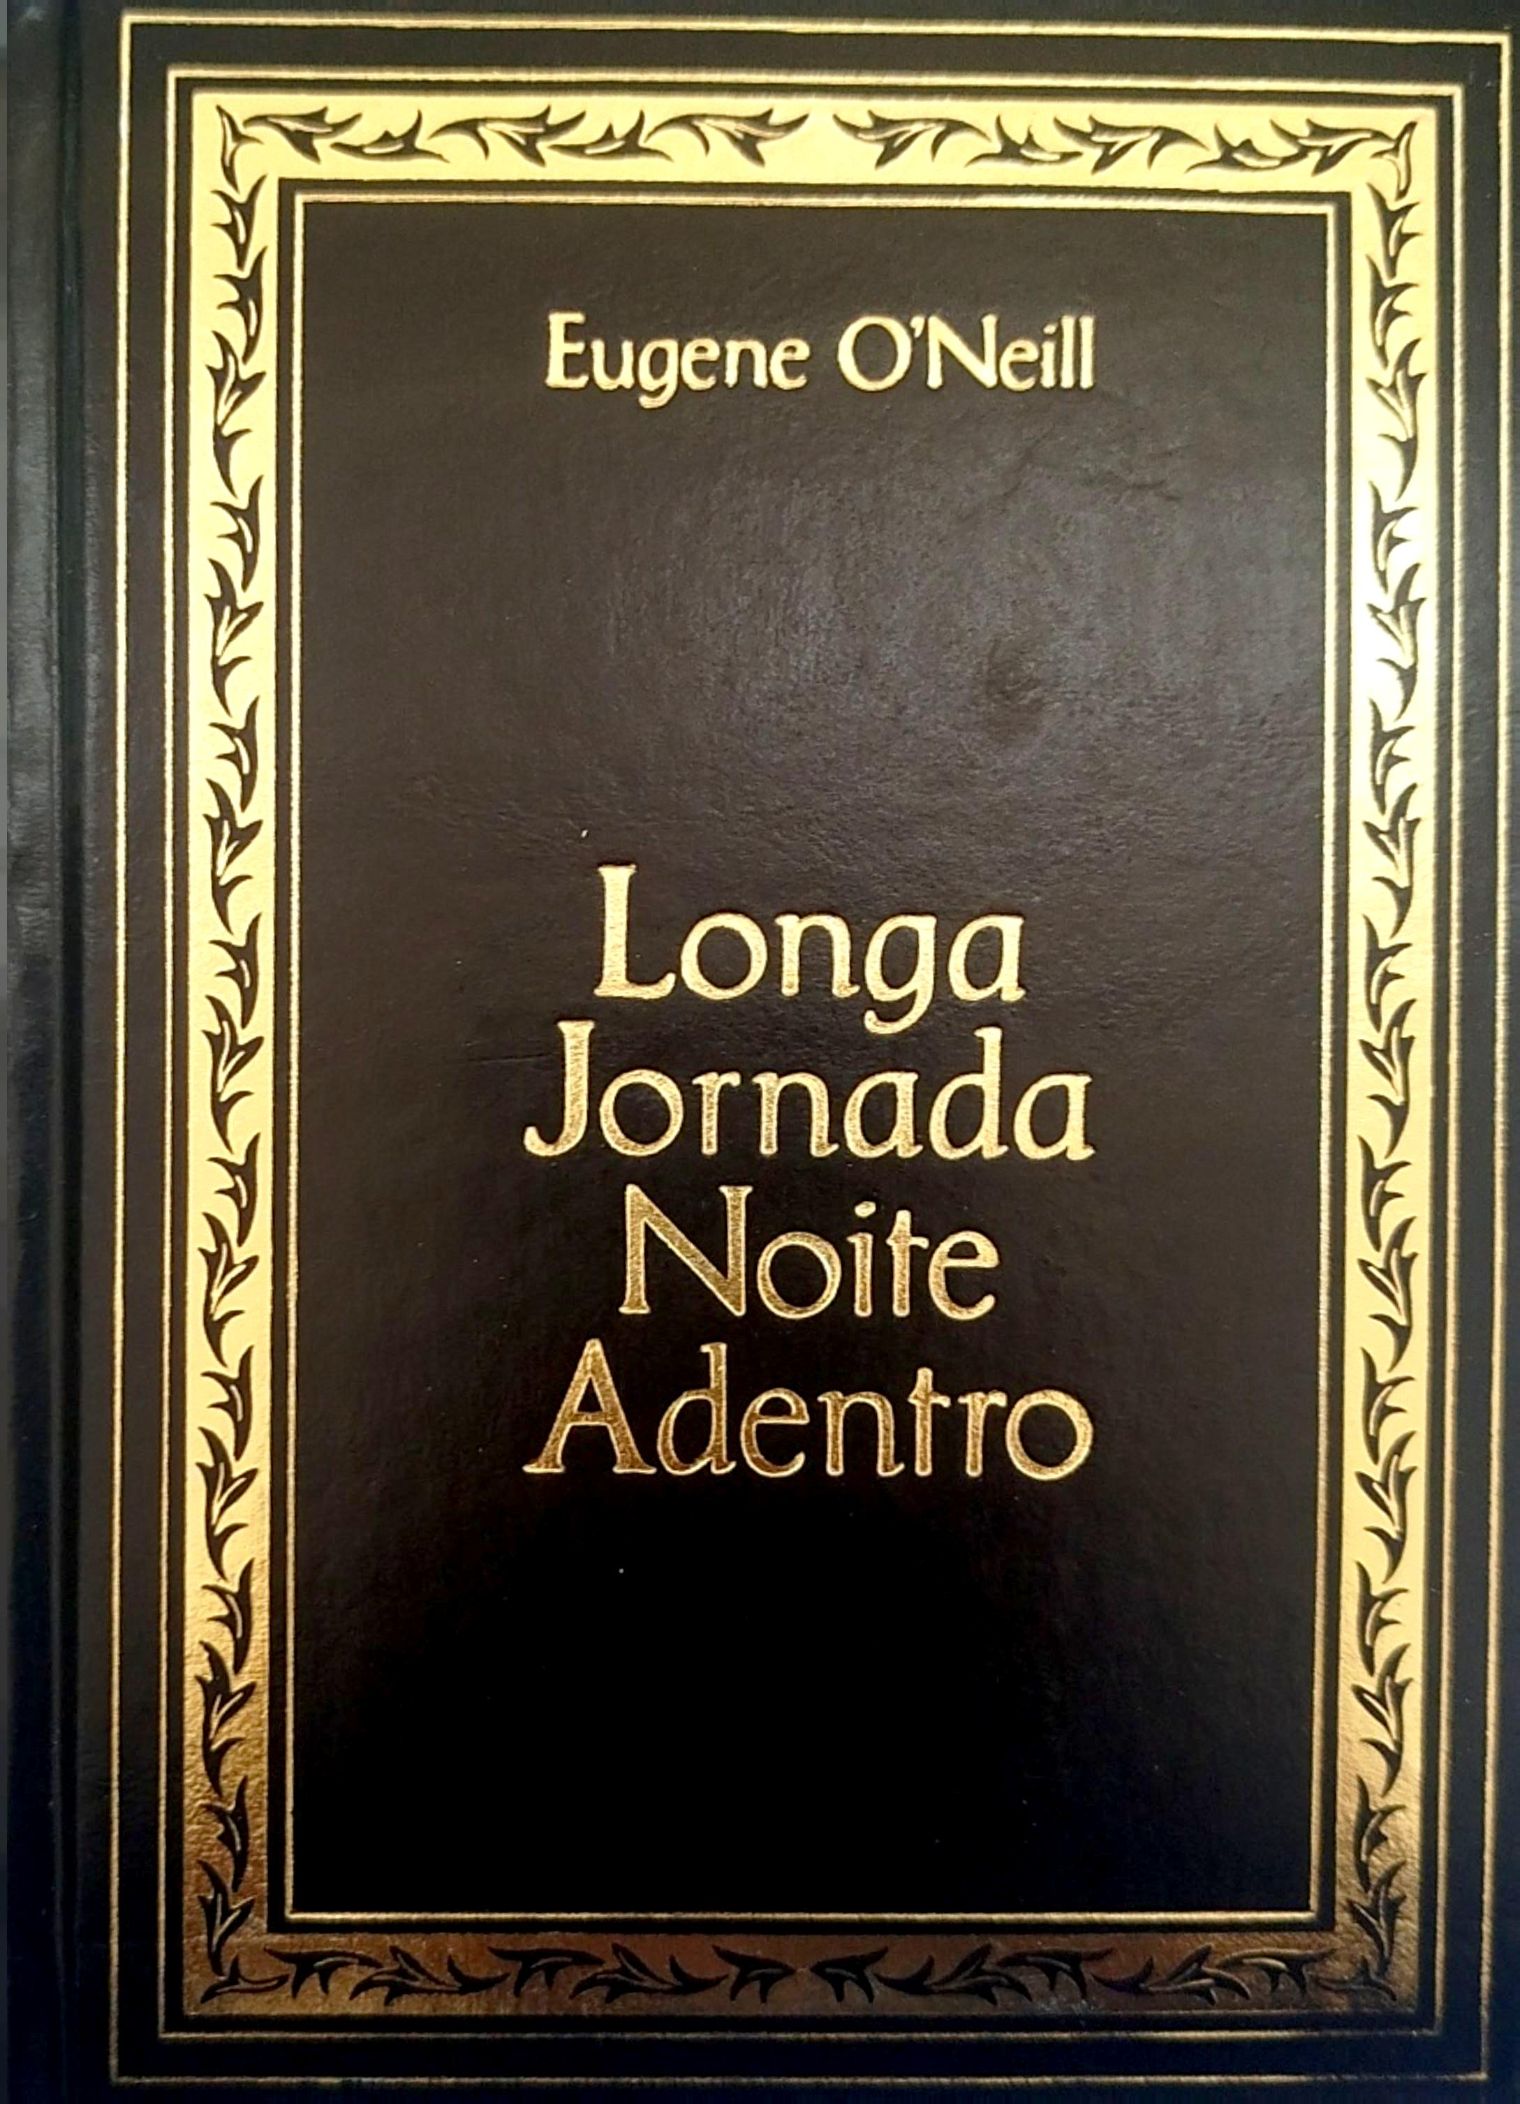 Eugene O'Neill
Longa
Jornada
Noite
Adentro